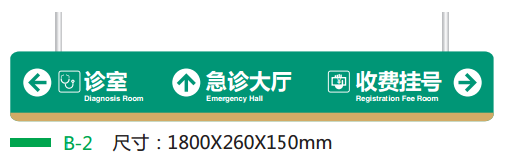 诊室 急诊大厅 收费挂号
Diagnosis Room Emergency Hall Registration Fee Room
B-2 尺寸：1800X260X150mm